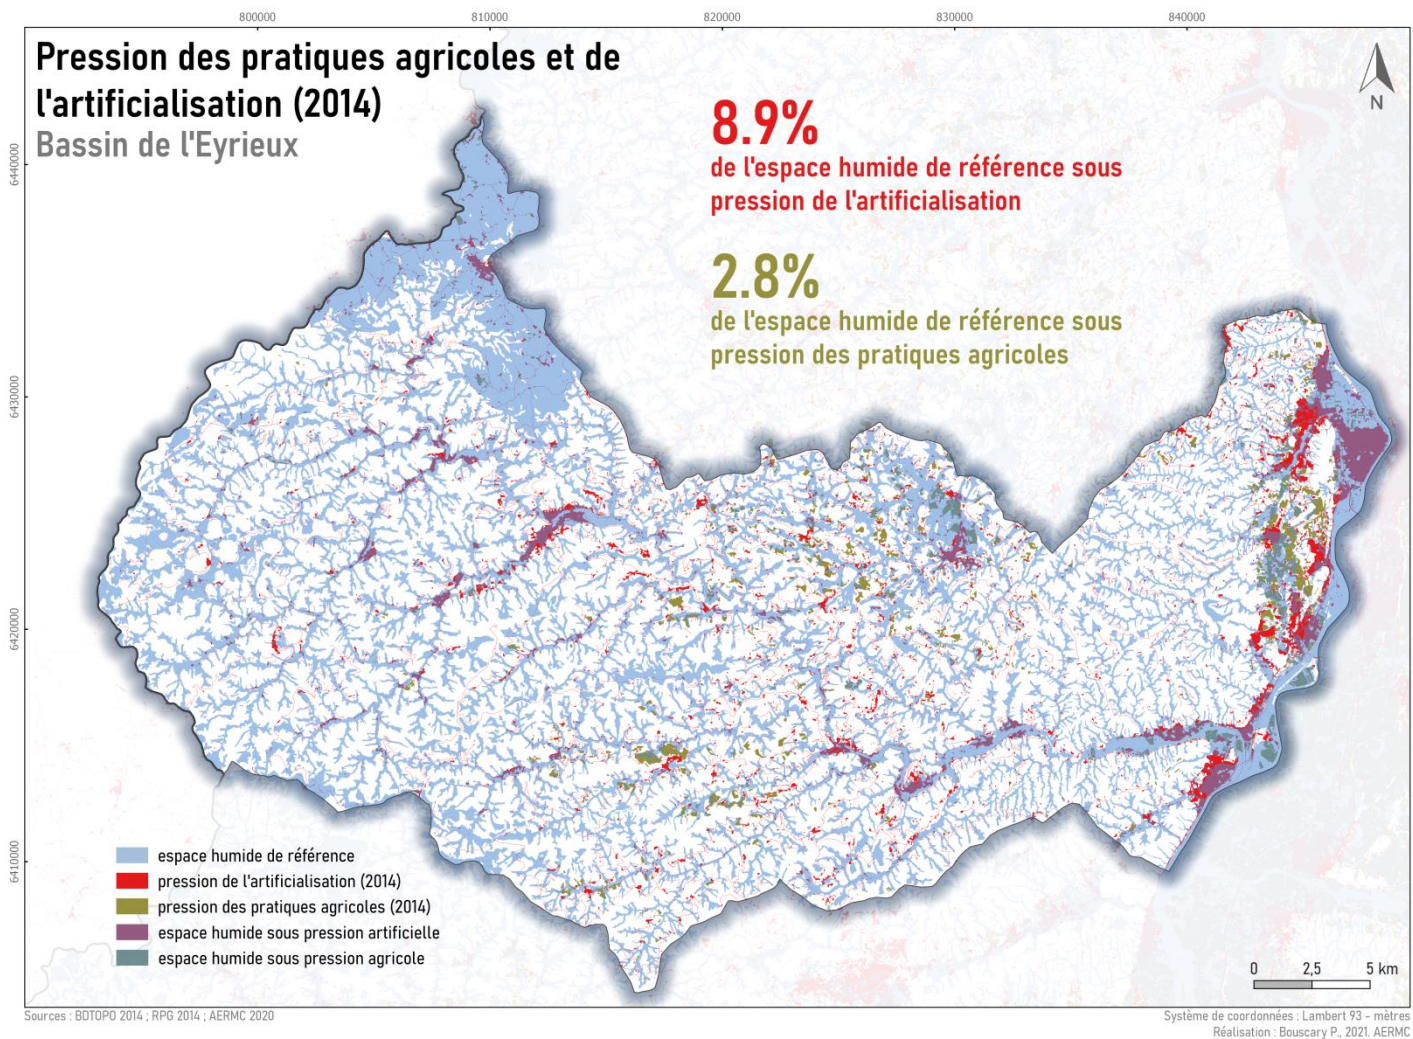 800000
810000
820000
830000
840000
Pression des pratiques agricoles et de
l'artificialisation (2014)
Bassin de l'Eyrieux
N
8.9%
de l'espace humide de référence sous
pression de l'artificialisation
2.8%
de l'espace humide de référence sous
pression des pratiques agricoles
6440000
6430000
6420000
6410000
espace humide de référence
pression de l'artificialisation (2014)
pression des pratiques agricoles (2014)
espace humide sous pression artificielle
espace humide sous pression agricole
0 2,5 5 km
Sources : BDTOPO 2014 ; RPG 2014 ; AERMC 2020
Système de coordonnées : Lambert 93 - mètres
Réalisation : Bouscary P., 2021. AERMC